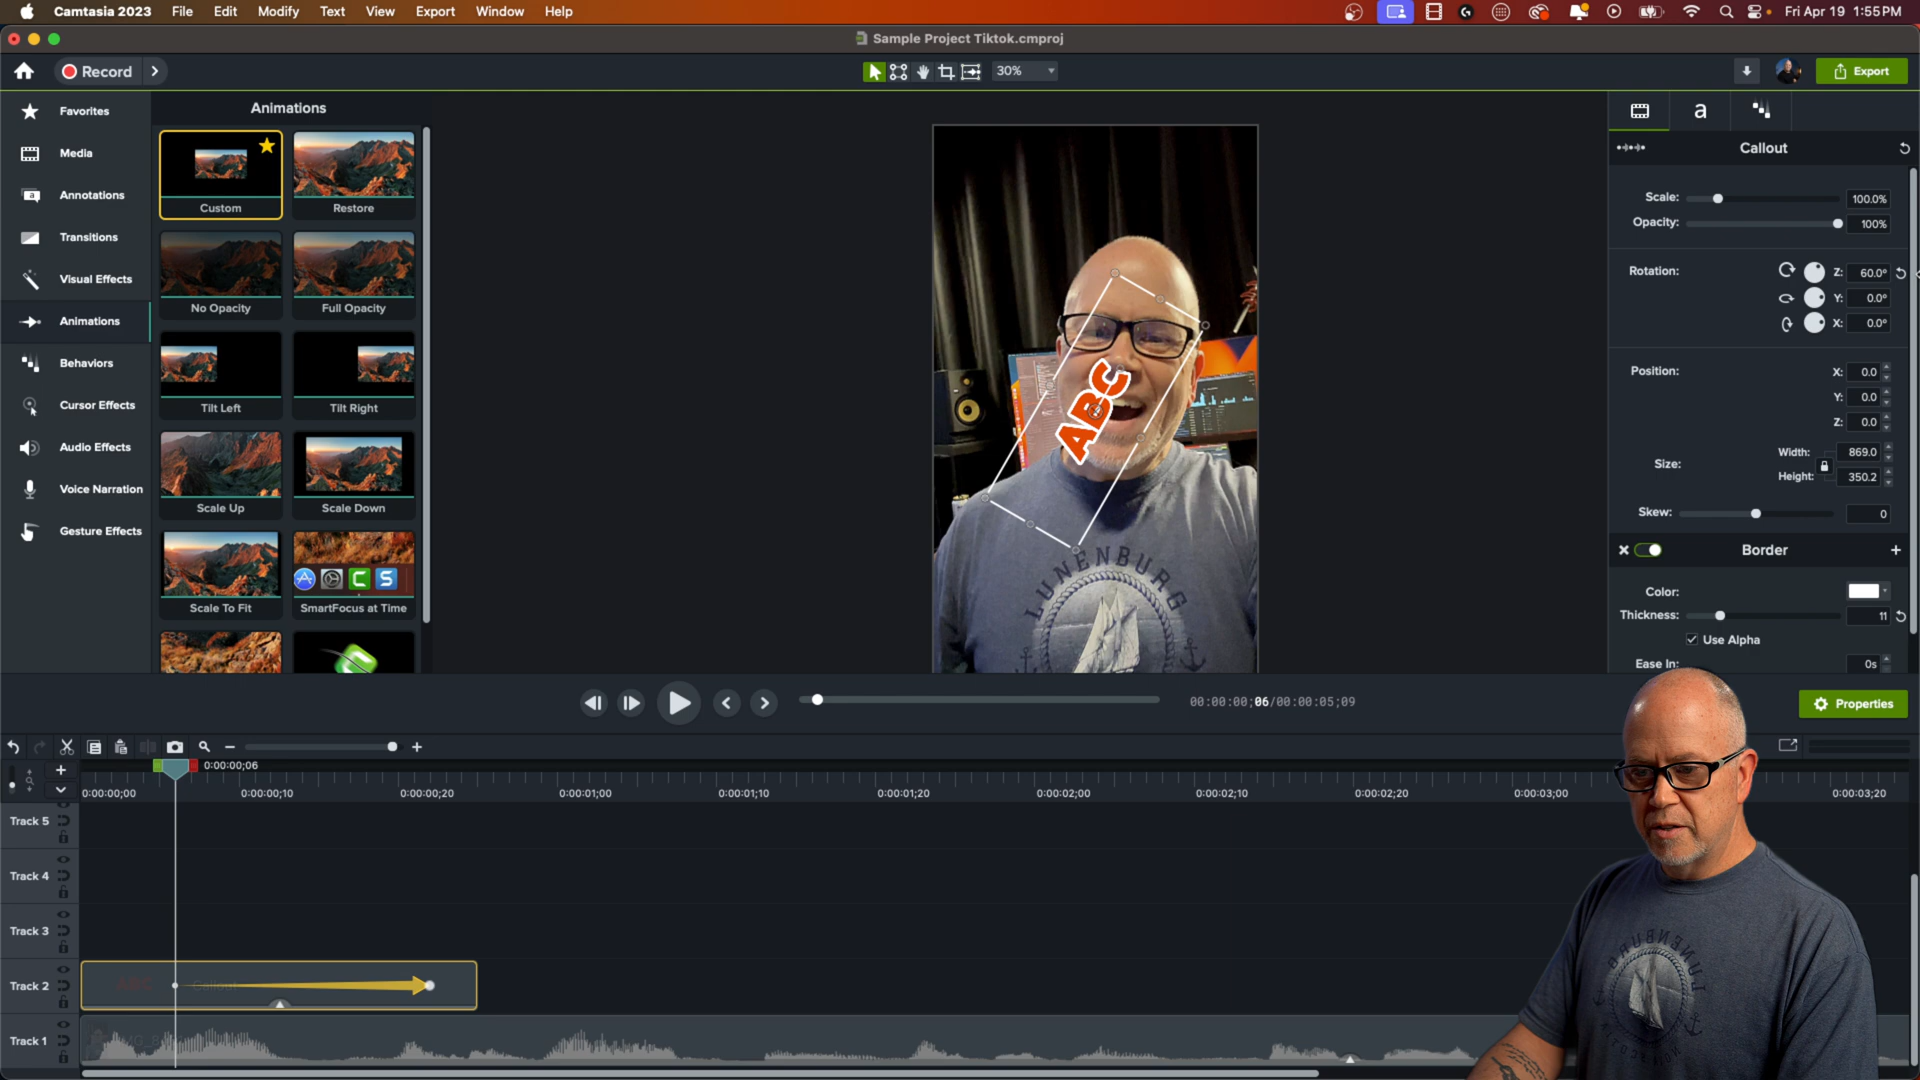 Camtasia 2023 File Edit Modify Text View Export Window Help
Fri Apr 19 1:55 PM
Sample Project Tiktok.cmproj
Record
30%
Export
Favorites
Media
Annotations
Transitions
Visual Effects
Animations
Behaviors
Cursor Effects
Audio Effects
Voice Narration
Gesture Effects
Animations
Custom
Restore
No Opacity
Full Opacity
Tilt Left
Tilt Right
Scale Up
Scale Down
Scale To Fit
SmartFocus at Time
ABC
LUNENBURG
a
Callout
Scale: 100.0%
Opacity: 100%
Rotation: Z: 60.0°
Y: 0.0°
X: 0.0°
Position: X: 0.0
Y: 0.0
Z: 0.0
Size: Width: 869.0
Height: 350.2
Skew: 0
Border
Color:
Thickness: 11
Use Alpha
Ease In: 0s
00:00:00;06/00:00:05;09
Properties
0:00:00;06
0:00:00;00 0:00:00;10 0:00:00;20 0:00:01;00 0:00:01;10 0:00:01;20 0:00:02;00 0:00:02;10 0:00:02;20 0:00:03;00 0:00:03;20
Track 5
Track 4
Track 3
Track 2
Callout
Track 1